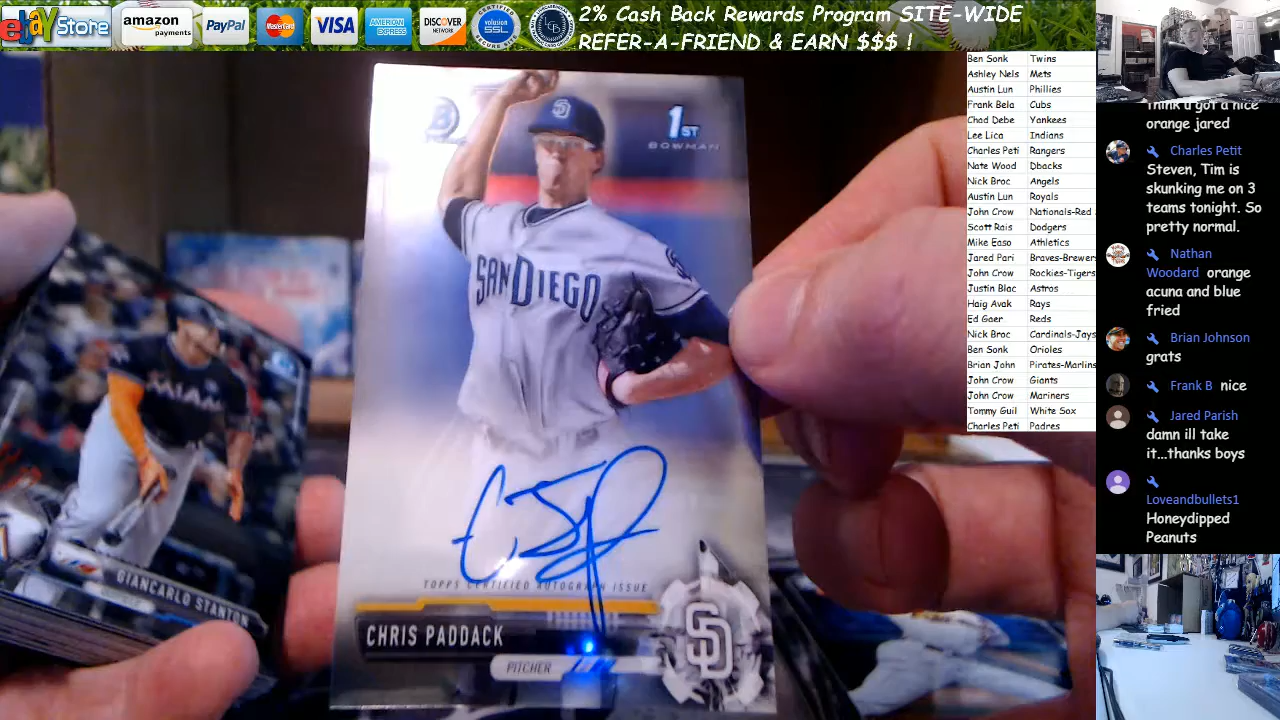 ebay Store
amazon
payments
PayPal
MasterCard
VISA
AMERICAN
EXPRESS
DISCOVER
NETWORK
volusion
SSL
2% Cash Back Rewards Program SITE-WIDE
REFER-A-FRIEND & EARN $$$ !
Ben Sonk Twins
Ashley Nels Mets
Austin Lun Phillies
Frank Bela Cubs
Chad Debe Yankees
Lee Lica Indians
Charles Peti Rangers
Nate Wood Dbacks
Nick Broc Angels
Austin Lun Royals
John Crow Nationals-Red
Scott Rais Dodgers
Mike Easo Athletics
Jared Pari Braves-Brewer
John Crow Rockies-Tigers
Justin Blac Astros
Haig Avak Rays
Ed Gaer Reds
Nick Broc Cardinals-Jays
Ben Sonk Orioles
Brian John Pirates-Marlins
John Crow Giants
John Crow Mariners
Tommy Guil White Sox
Charles Peti Padres
Think u got a nice
orange jared
Charles Petit
Steven, Tim is
skunking me on 3
teams tonight. So
pretty normal.
Nathan
Woodard orange
acuna and blue
fried
Brian Johnson
grats
Frank B nice
Jared Parish
damn ill take
it...thanks boys
Loveandbullets1
Honeydipped
Peanuts
B
1ST
BOWMAN
SD
SAN DIEGO
TOPPS CERTIFIED AUTOGRAPH ISSUE
CHRIS PADDACK
PITCHER
SD
MIAMI
GIANCARLO STANTON